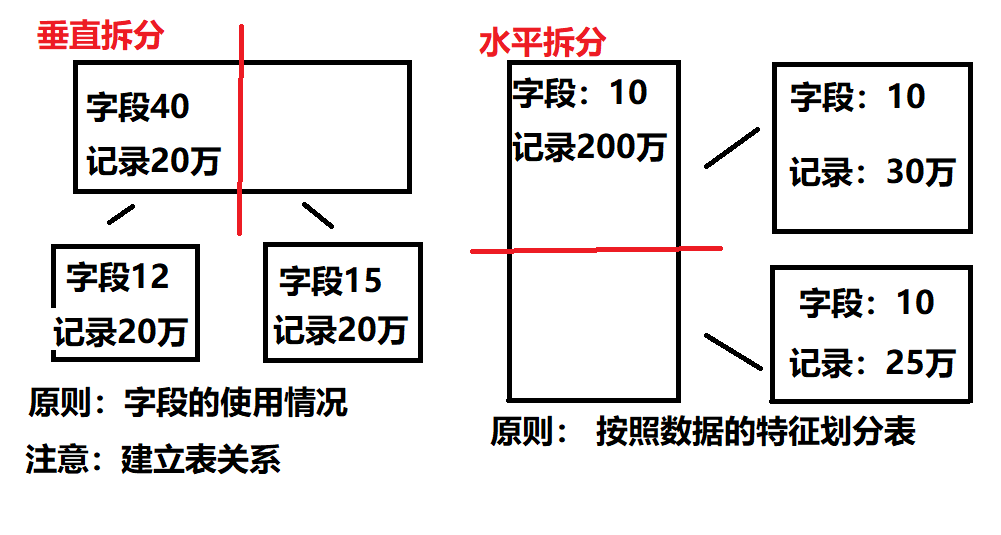 垂直拆分
字段40
记录20万
字段12
记录20万
字段15
记录20万
原则：字段的使用情况
注意：建立表关系
水平拆分
字段：10
记录200万
字段：10
记录：30万
字段：10
记录：25万
原则： 按照数据的特征划分表